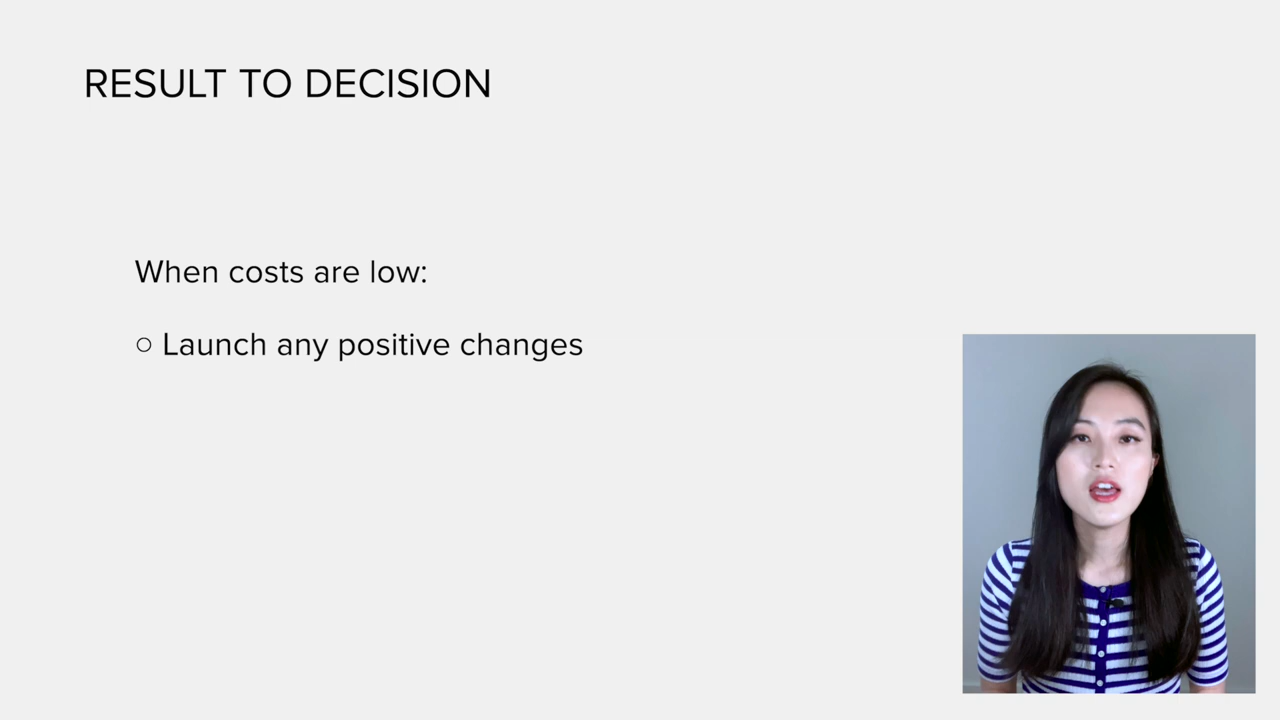 RESULT TO DECISION
When costs are low:
○ Launch any positive changes